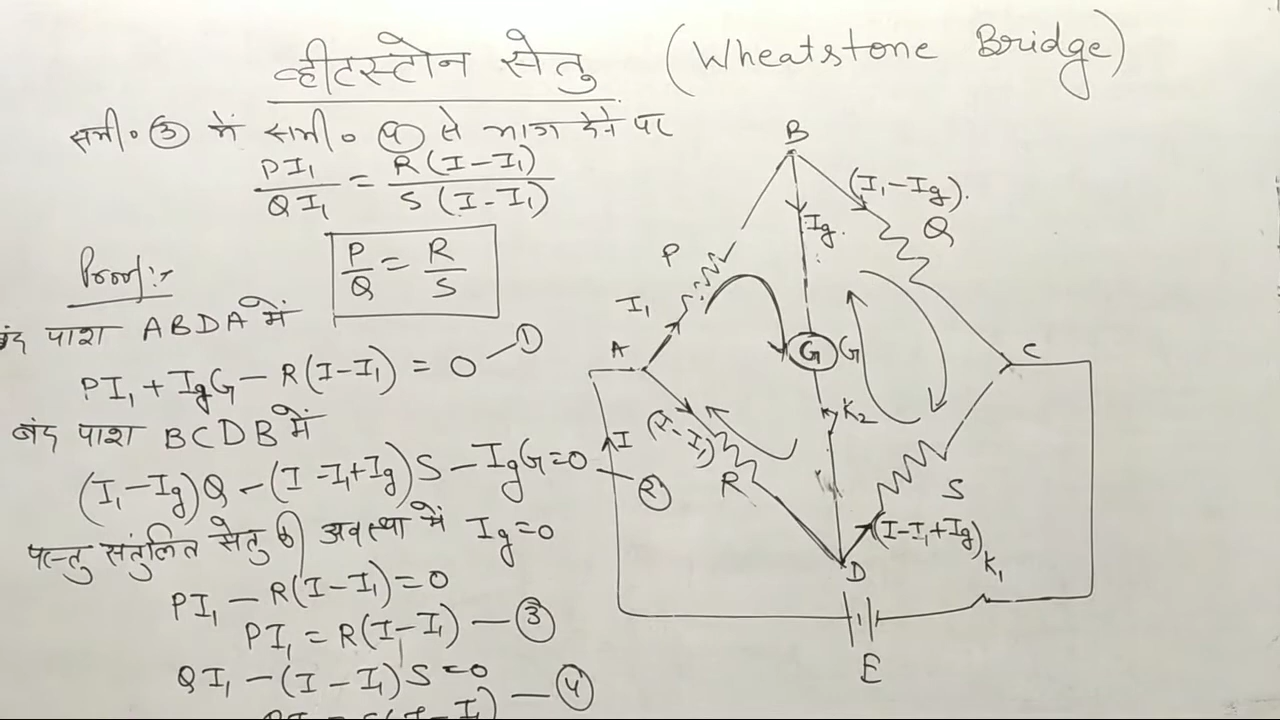 व्हीटस्टोन सेतु (Wheatstone Bridge)
समी० ③ में समी० ④ से भाग देने पर
PI₁/QI₁ = R(I-I₁)/S(I-I₁)
P/Q = R/S
Proof:-
बंद पाश ABDA में
PI₁ + IgG - R(I-I₁) = 0 — ①
बंद पाश BCDB में
(I₁-Ig)Q - (I-I₁+Ig)S - IgG=0 — ②
परन्तु संतुलित सेतु की अवस्था में Ig=0
PI₁ - R(I-I₁)=0
PI₁ = R(I-I₁) — ③
QI₁ - (I-I₁)S=0
QI₁ = S(I-I₁) — ④
B
(I₁-Ig).
Ig.
Q
P
I₁
A
G
G
C
K₂
I
(I-I₁)
R
S
(I-I₁+Ig)
D
K₁
E